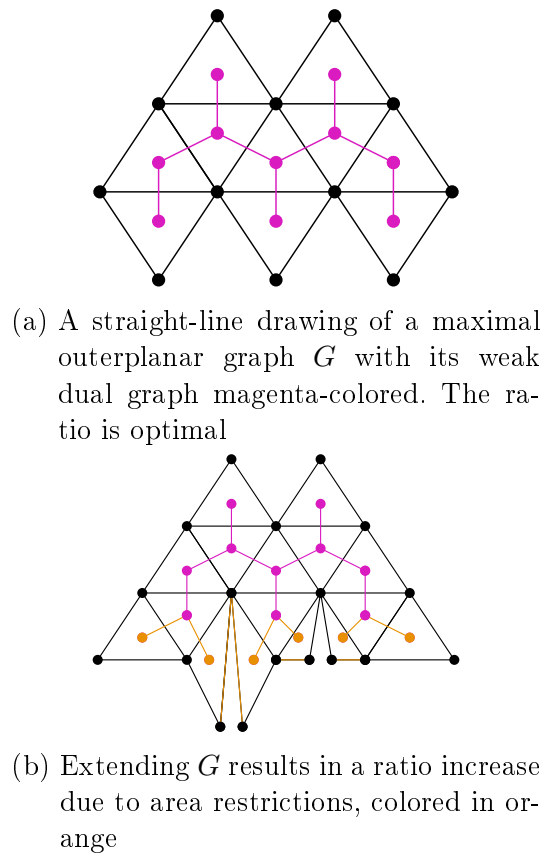 (a) A straight-line drawing of a maximal
outerplanar graph G with its weak
dual graph magenta-colored. The ra-
tio is optimal
(b) Extending G results in a ratio increase
due to area restrictions, colored in or-
ange